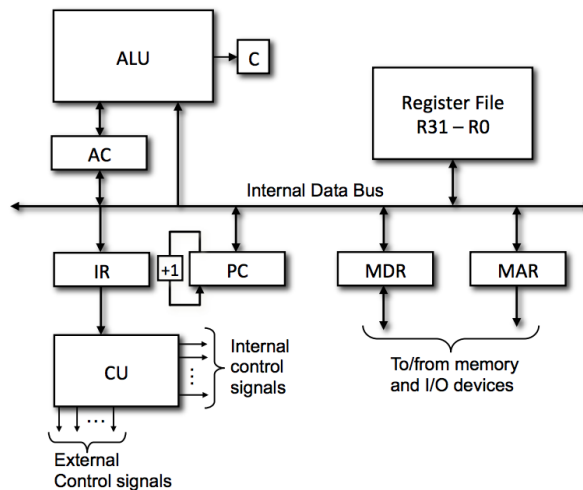 ALU
C
Register File
R31 – R0
AC
Internal Data Bus
IR
+1
PC
MDR
MAR
CU
Internal
control
signals
To/from memory
and I/O devices
External
Control signals